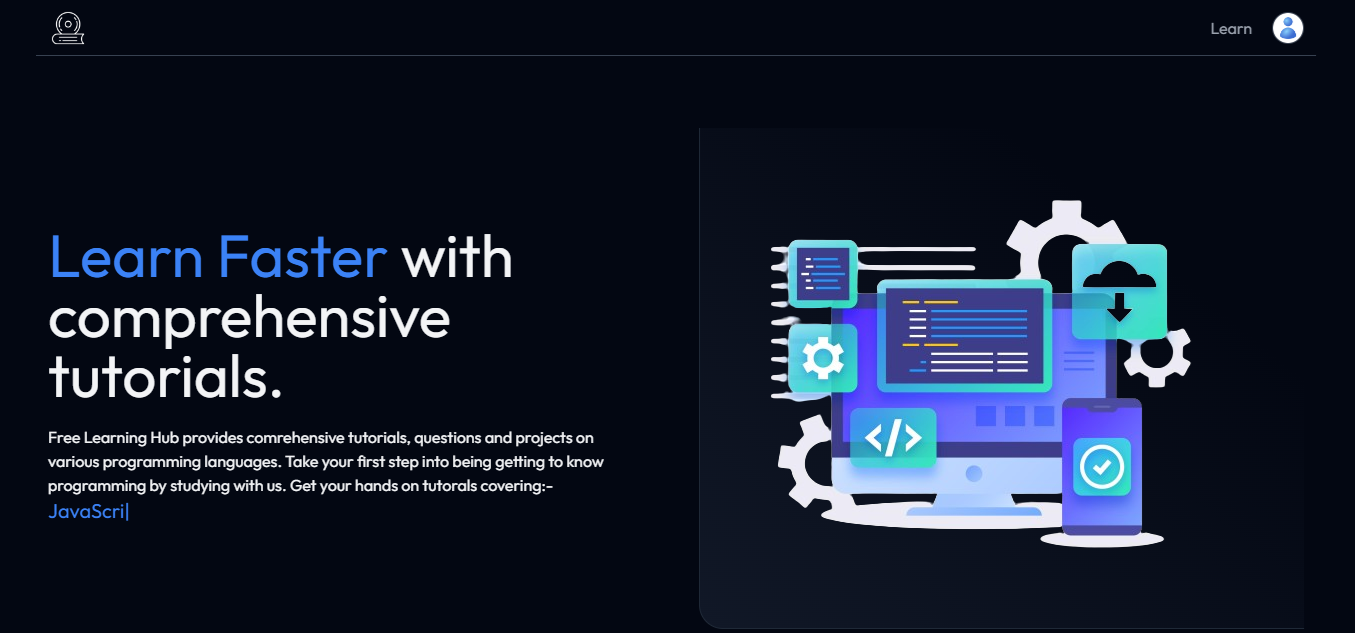 Learn
Learn Faster with
comprehensive
tutorials.
Free Learning Hub provides comrehensive tutorials, questions and projects on
various programming languages. Take your first step into being getting to know
programming by studying with us. Get your hands on tutorals covering:-
JavaScri|
</>